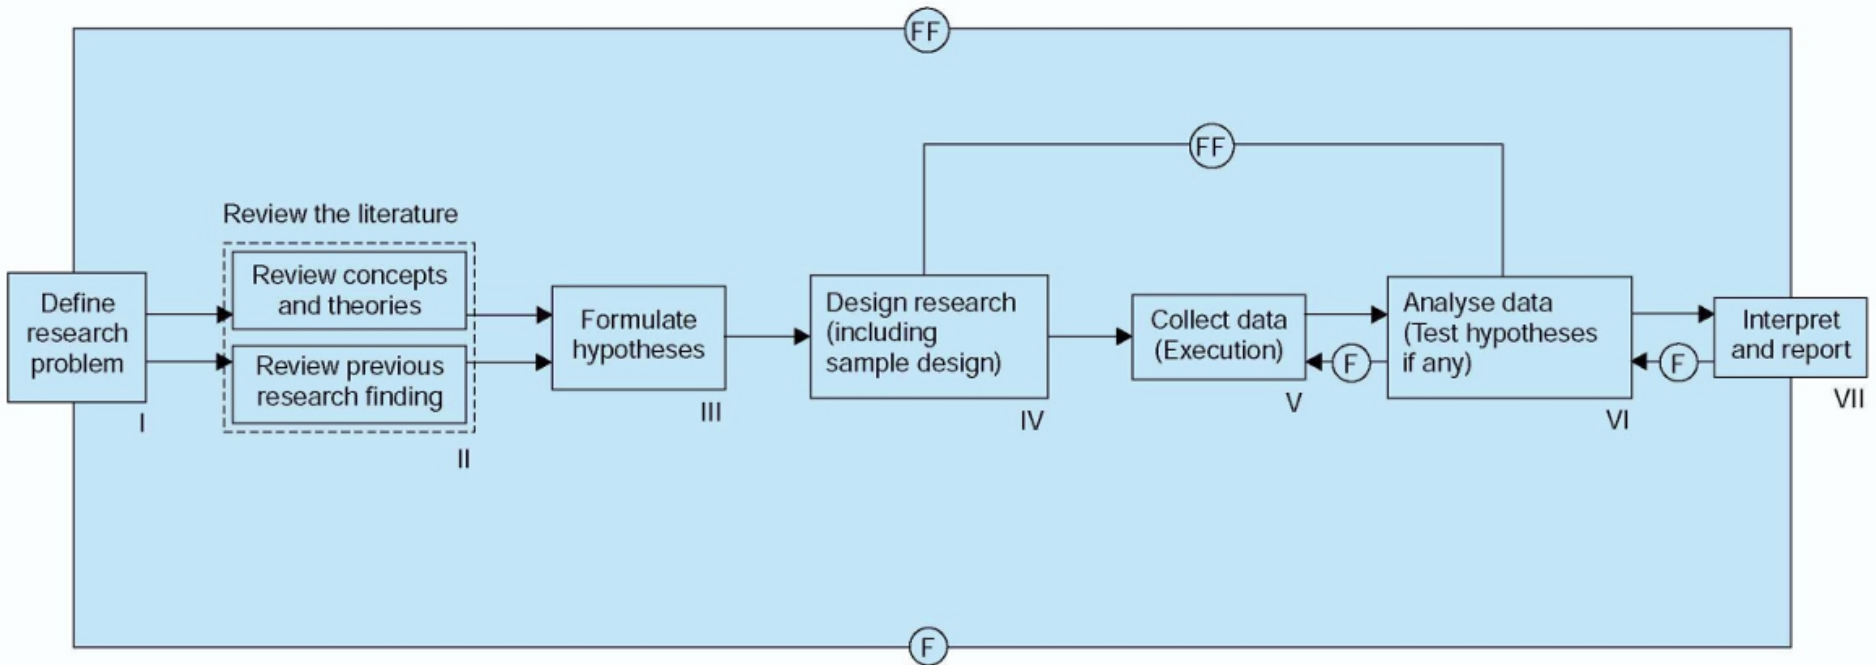 FF
FF
Review the literature
Define
research
problem
I
Review concepts
and theories
Review previous
research finding
II
Formulate
hypotheses
III
Design research
(including
sample design)
IV
Collect data
(Execution)
V
F
Analyse data
(Test hypotheses
if any)
VI
F
Interpret
and report
VII
F